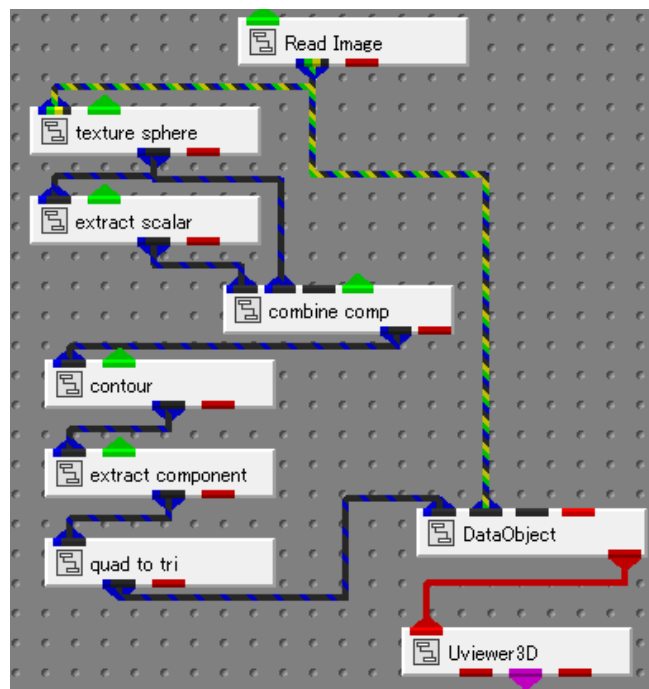 Read Image
texture sphere
extract scalar
combine comp
contour
extract component
DataObject
quad to tri
Uviewer3D